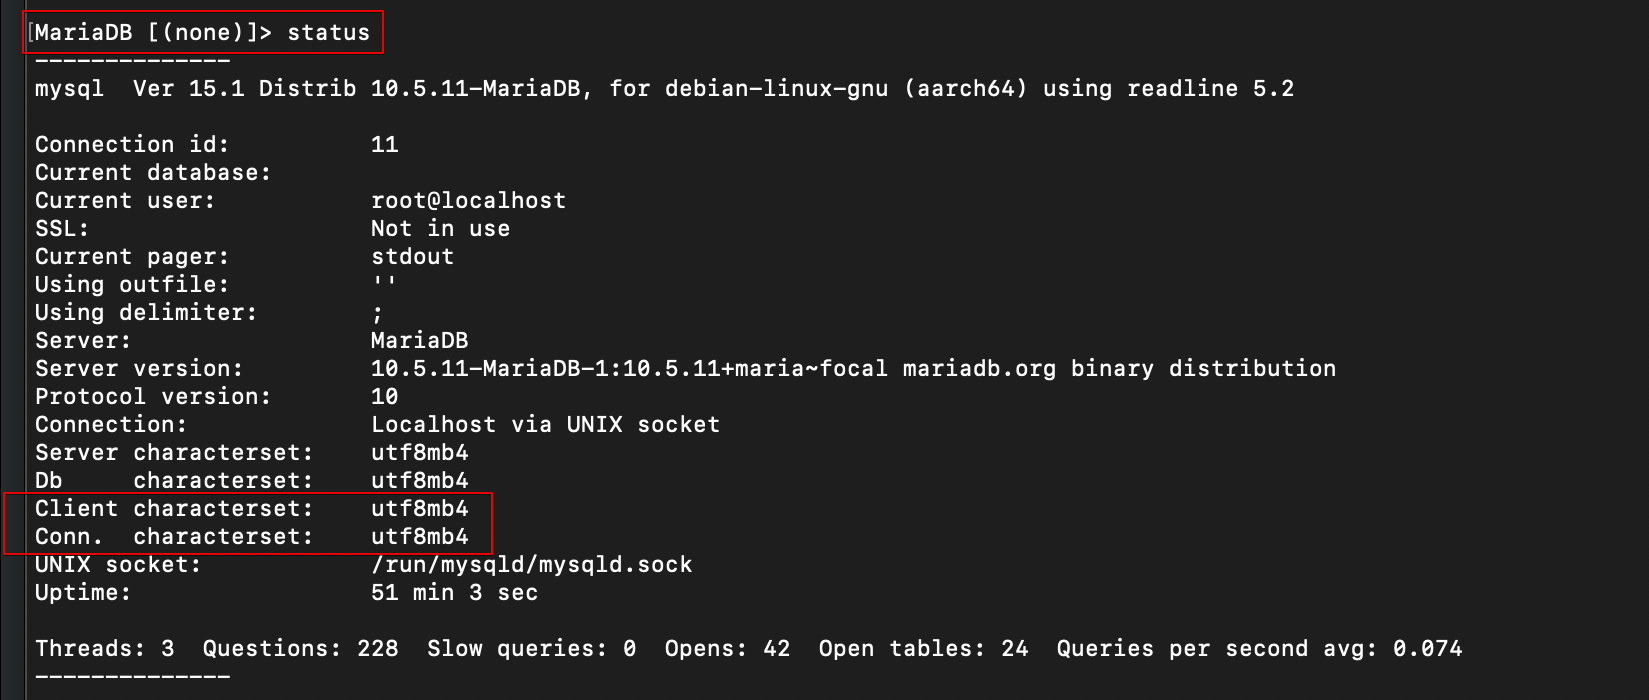 [MariaDB [(none)]> status
--------------
mysql  Ver 15.1 Distrib 10.5.11-MariaDB, for debian-linux-gnu (aarch64) using readline 5.2
Connection id:          11
Current database:
Current user:           root@localhost
SSL:                    Not in use
Current pager:          stdout
Using outfile:          ''
Using delimiter:        ;
Server:                 MariaDB
Server version:         10.5.11-MariaDB-1:10.5.11+maria~focal mariadb.org binary distribution
Protocol version:       10
Connection:             Localhost via UNIX socket
Server characterset:    utf8mb4
Db     characterset:    utf8mb4
Client characterset:    utf8mb4
Conn.  characterset:    utf8mb4
UNIX socket:            /run/mysqld/mysqld.sock
Uptime:                 51 min 3 sec
Threads: 3  Questions: 228  Slow queries: 0  Opens: 42  Open tables: 24  Queries per second avg: 0.074
--------------